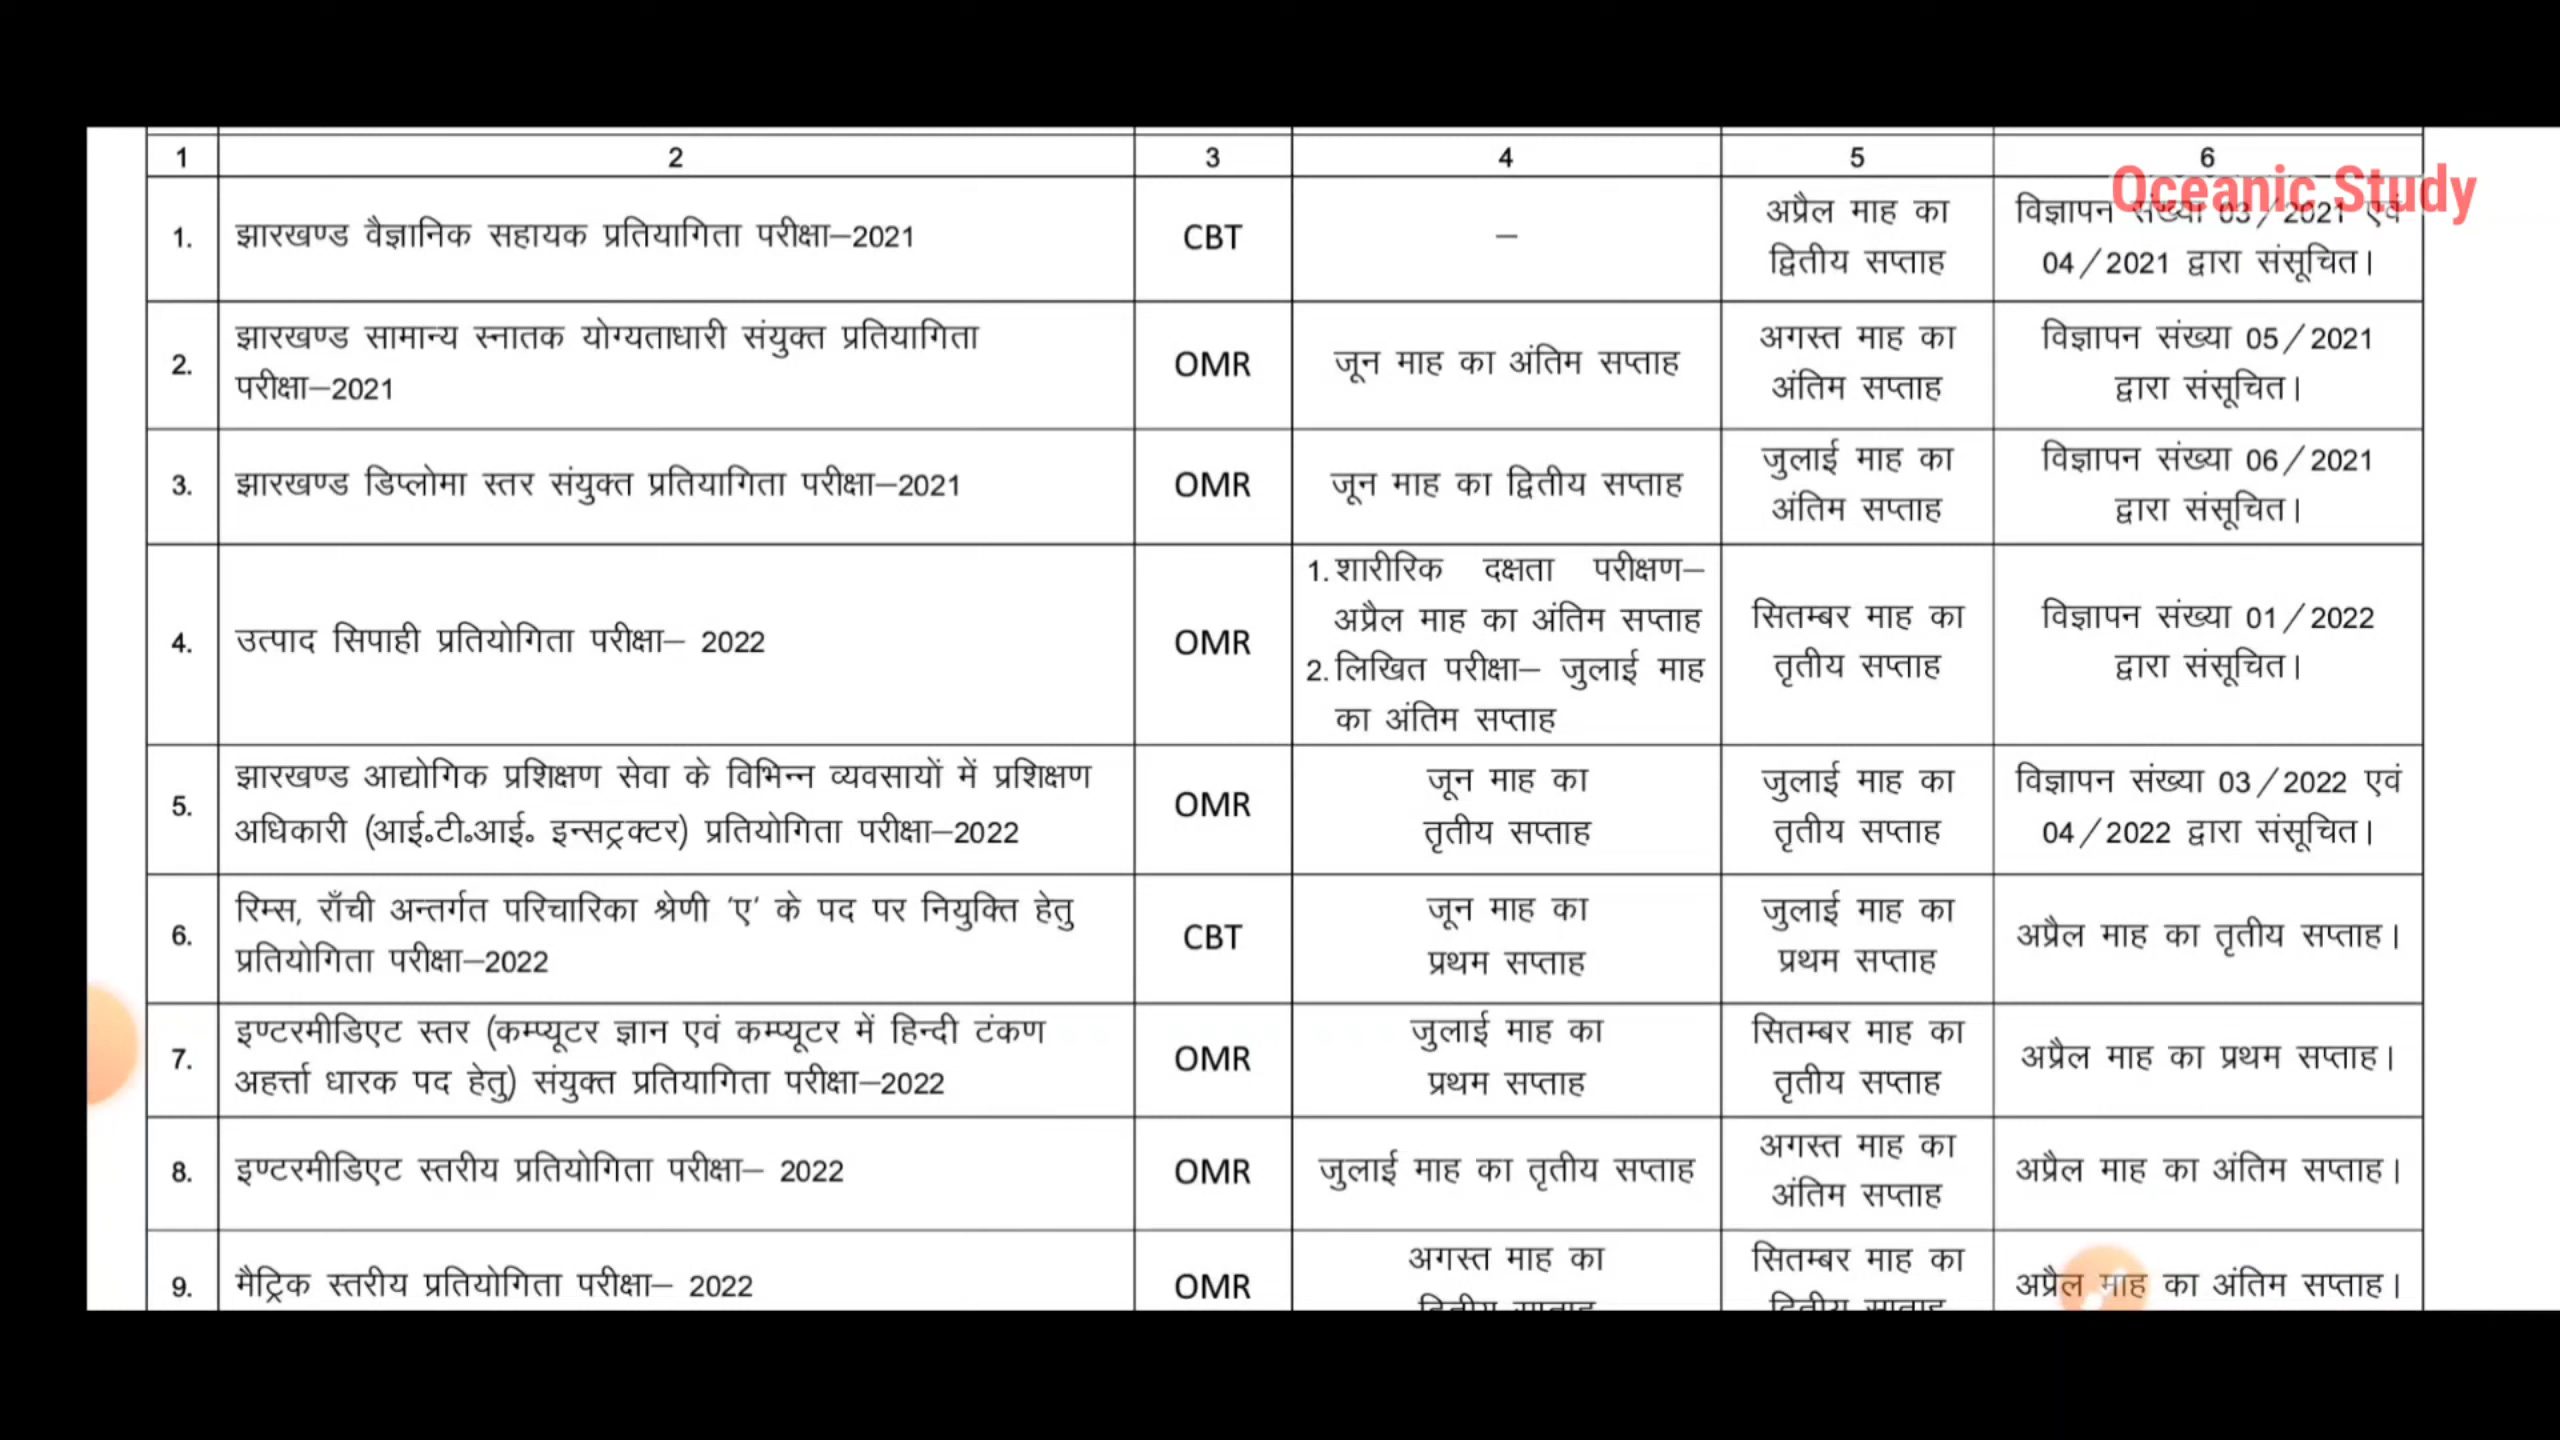 1 2 3 4 5 6
Oceanic Study
1. झारखण्ड वैज्ञानिक सहायक प्रतियागिता परीक्षा–2021 CBT – अप्रैल माह का द्वितीय सप्ताह विज्ञापन संख्या 03/2021 एवं 04/2021 द्वारा संसूचित।
2. झारखण्ड सामान्य स्नातक योग्यताधारी संयुक्त प्रतियागिता परीक्षा–2021 OMR जून माह का अंतिम सप्ताह अगस्त माह का अंतिम सप्ताह विज्ञापन संख्या 05/2021 द्वारा संसूचित।
3. झारखण्ड डिप्लोमा स्तर संयुक्त प्रतियागिता परीक्षा–2021 OMR जून माह का द्वितीय सप्ताह जुलाई माह का अंतिम सप्ताह विज्ञापन संख्या 06/2021 द्वारा संसूचित।
4. उत्पाद सिपाही प्रतियोगिता परीक्षा– 2022 OMR 1. शारीरिक दक्षता परीक्षण– अप्रैल माह का अंतिम सप्ताह 2. लिखित परीक्षा– जुलाई माह का अंतिम सप्ताह सितम्बर माह का तृतीय सप्ताह विज्ञापन संख्या 01/2022 द्वारा संसूचित।
5. झारखण्ड आद्योगिक प्रशिक्षण सेवा के विभिन्न व्यवसायों में प्रशिक्षण अधिकारी (आई॰टी॰आई॰ इन्सट्रक्टर) प्रतियोगिता परीक्षा–2022 OMR जून माह का तृतीय सप्ताह जुलाई माह का तृतीय सप्ताह विज्ञापन संख्या 03/2022 एवं 04/2022 द्वारा संसूचित।
6. रिम्स, राँची अन्तर्गत परिचारिका श्रेणी 'ए' के पद पर नियुक्ति हेतु प्रतियोगिता परीक्षा–2022 CBT जून माह का प्रथम सप्ताह जुलाई माह का प्रथम सप्ताह अप्रैल माह का तृतीय सप्ताह।
7. इण्टरमीडिएट स्तर (कम्प्यूटर ज्ञान एवं कम्प्यूटर में हिन्दी टंकण अहर्त्ता धारक पद हेतु) संयुक्त प्रतियागिता परीक्षा–2022 OMR जुलाई माह का प्रथम सप्ताह सितम्बर माह का तृतीय सप्ताह अप्रैल माह का प्रथम सप्ताह।
8. इण्टरमीडिएट स्तरीय प्रतियोगिता परीक्षा– 2022 OMR जुलाई माह का तृतीय सप्ताह अगस्त माह का अंतिम सप्ताह अप्रैल माह का अंतिम सप्ताह।
9. मैट्रिक स्तरीय प्रतियोगिता परीक्षा– 2022 OMR अगस्त माह का सितम्बर माह का अप्रैल माह का अंतिम सप्ताह।